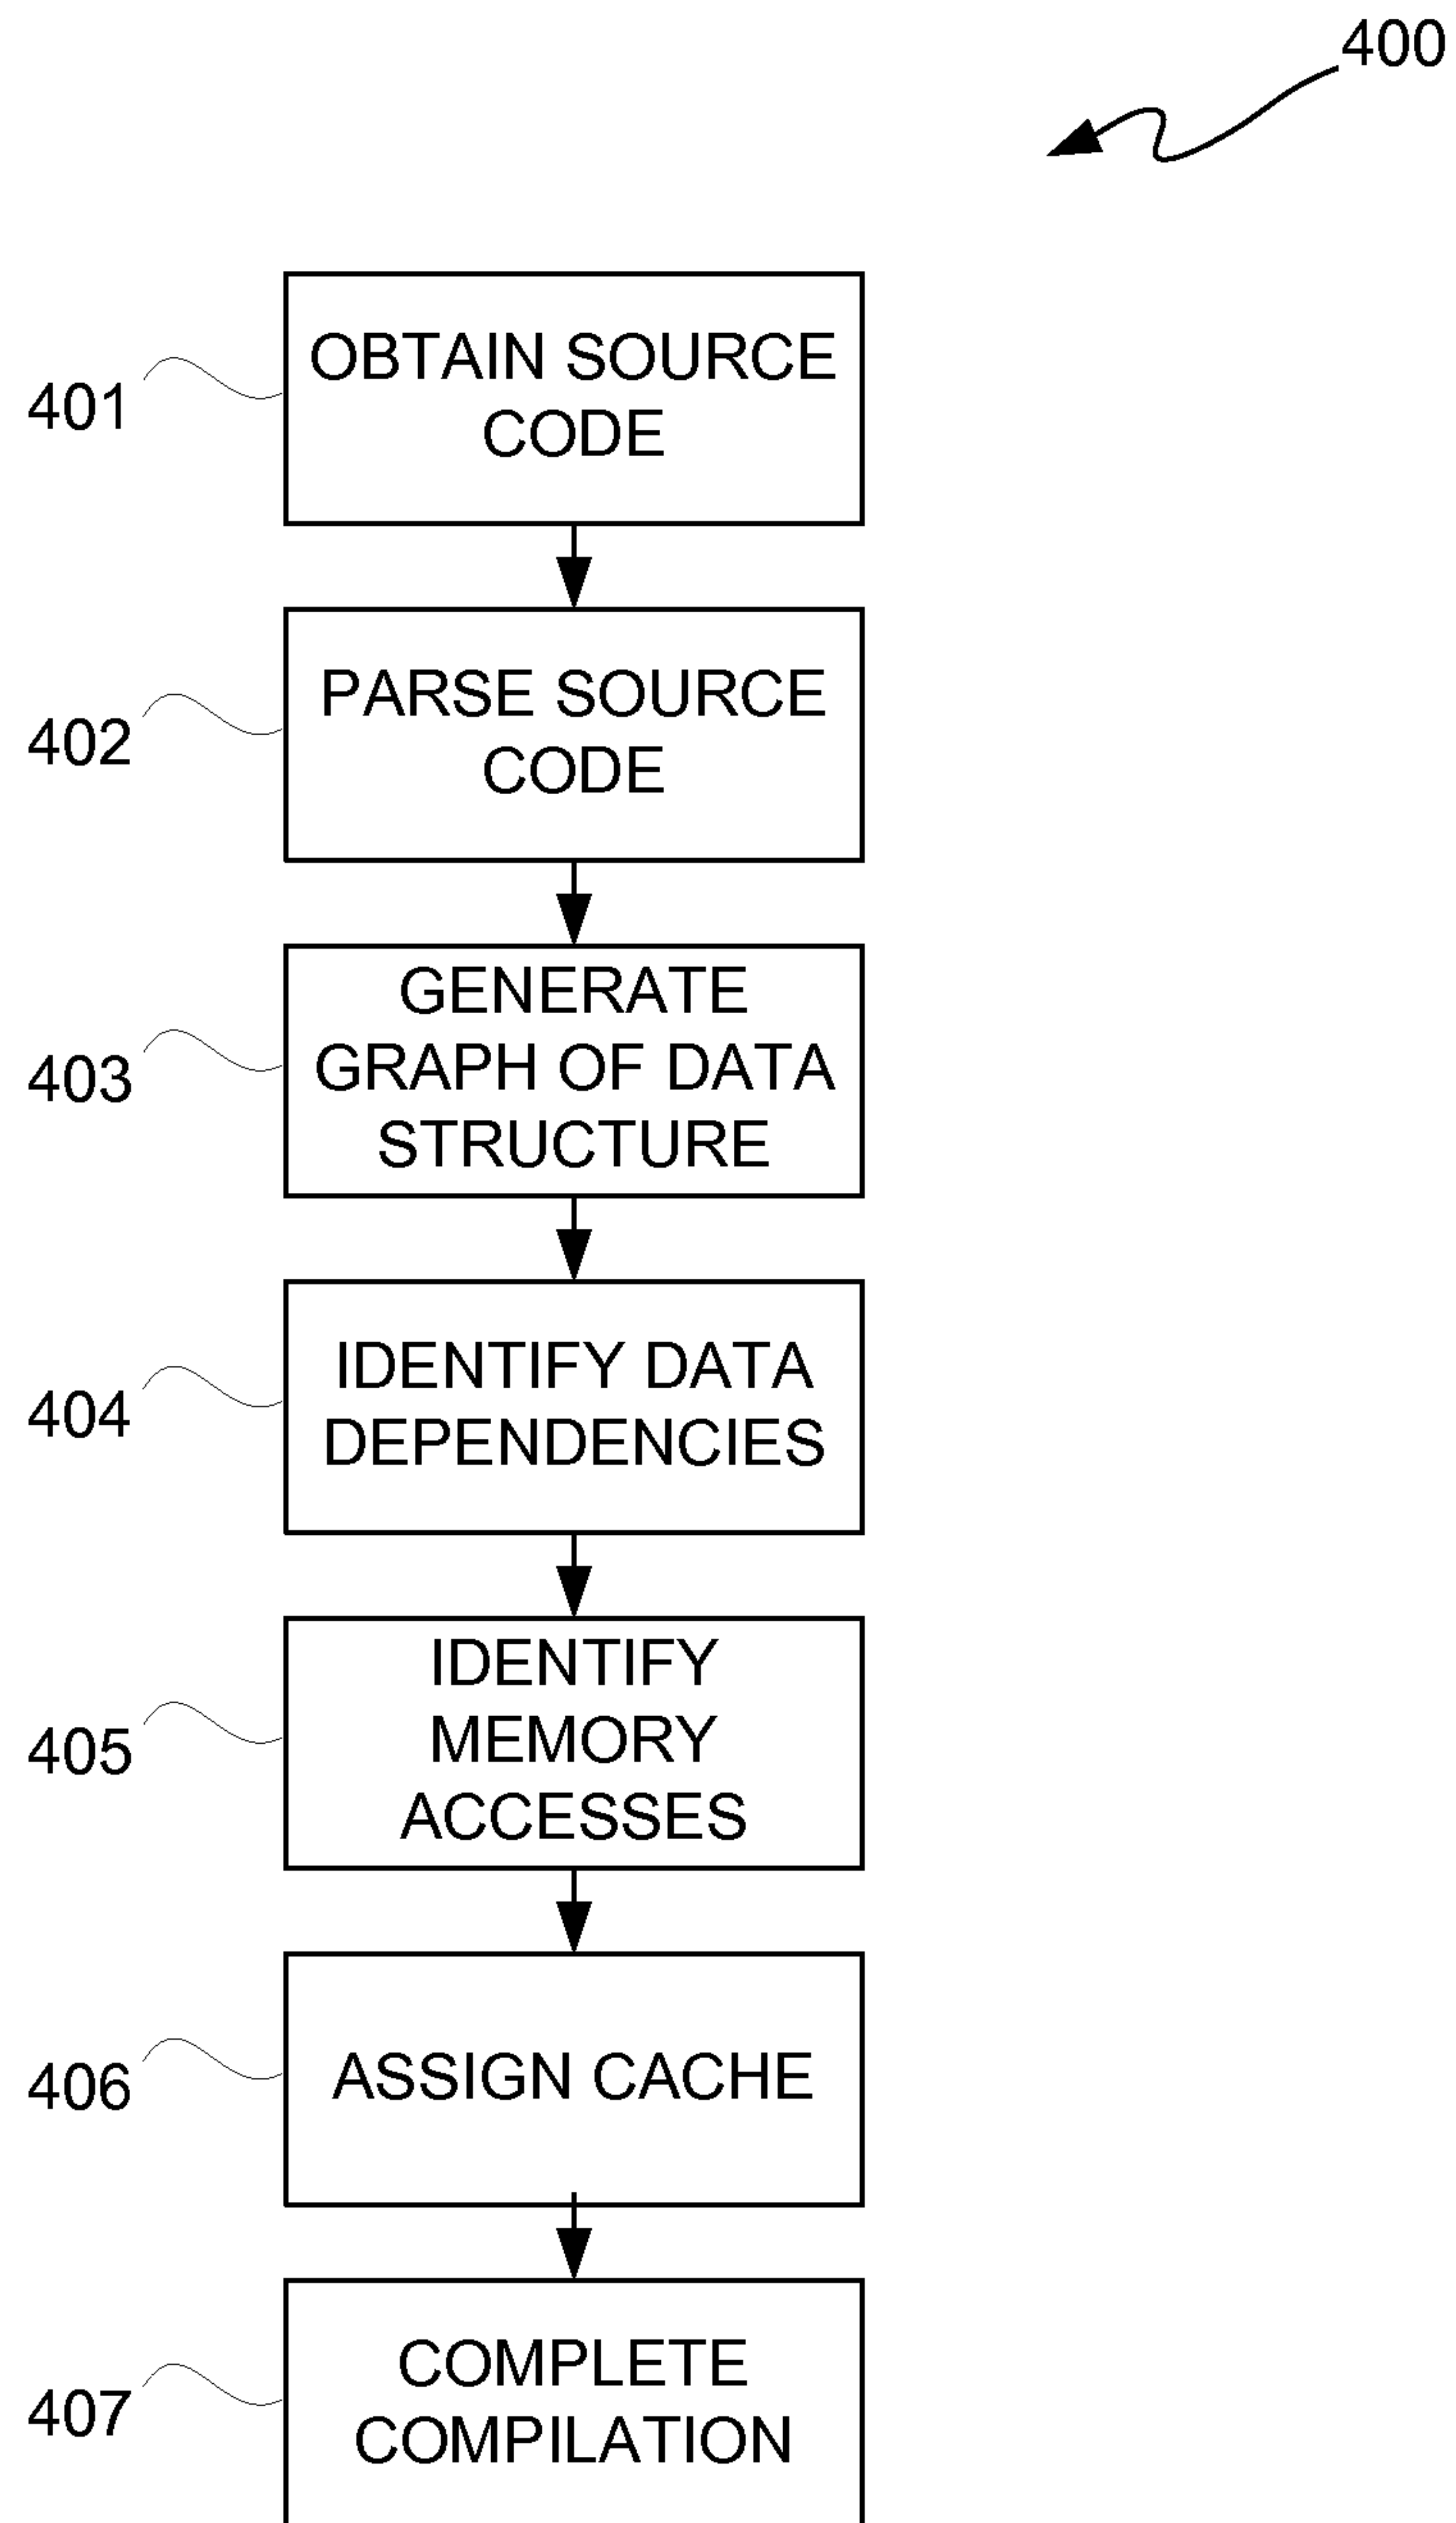 400
401
OBTAIN SOURCE
CODE
402
PARSE SOURCE
CODE
403
GENERATE
GRAPH OF DATA
STRUCTURE
404
IDENTIFY DATA
DEPENDENCIES
405
IDENTIFY
MEMORY
ACCESSES
406
ASSIGN CACHE
407
COMPLETE
COMPILATION